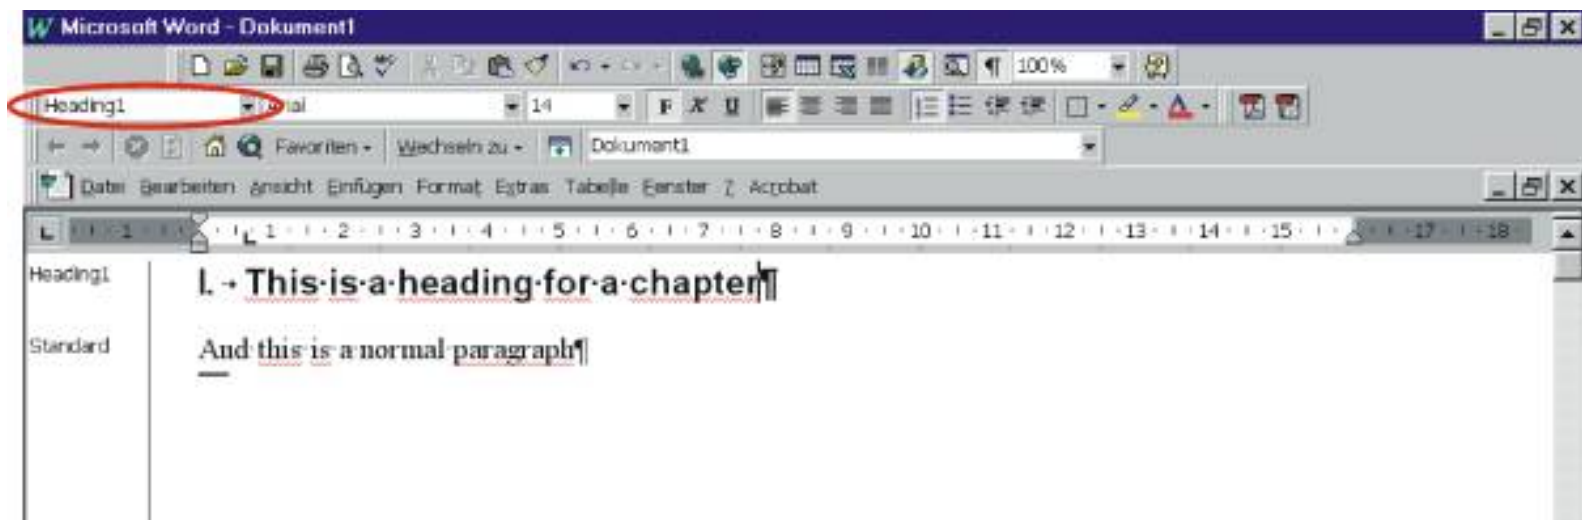 Microsoft Word - Dokument1
100%
Heading1 14 F K U
Favoriten Wechseln zu Dokument1
Datei Bearbeiten Ansicht Einfügen Format Extras Tabelle Fenster ? Acrobat
L 1 1 2 3 4 5 6 7 8 9 10 11 12 13 14 15 17 18
Heading1 I. → This·is·a·heading·for·a·chapter¶
Standard And·this·is·a·normal·paragraph¶